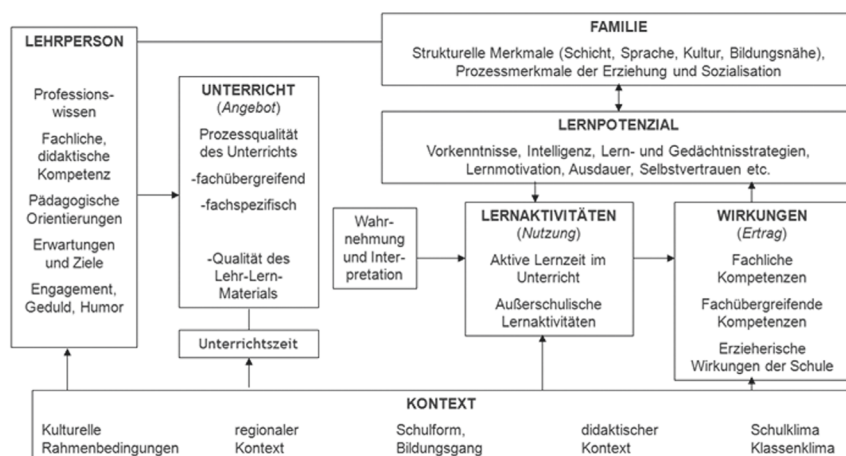 LEHRPERSON
Professions-
wissen
Fachliche,
didaktische
Kompetenz
Pädagogische
Orientierungen
Erwartungen
und Ziele
Engagement,
Geduld, Humor
UNTERRICHT
(Angebot)
Prozessqualität
des Unterrichts
-fachübergreifend
-fachspezifisch
-Qualität des
Lehr-Lern-
Materials
Unterrichtszeit
FAMILIE
Strukturelle Merkmale (Schicht, Sprache, Kultur, Bildungsnähe),
Prozessmerkmale der Erziehung und Sozialisation
LERNPOTENZIAL
Vorkenntnisse, Intelligenz, Lern- und Gedächtnisstrategien,
Lernmotivation, Ausdauer, Selbstvertrauen etc.
Wahr-
nehmung
und Inter-
pretation
LERNAKTIVITÄTEN
(Nutzung)
Aktive Lernzeit im
Unterricht
Außerschulische
Lernaktivitäten
WIRKUNGEN
(Ertrag)
Fachliche
Kompetenzen
Fachübergreifende
Kompetenzen
Erzieherische
Wirkungen der Schule
KONTEXT
Kulturelle
Rahmenbedingungen
regionaler
Kontext
Schulform,
Bildungsgang
didaktischer
Kontext
Schulklima
Klassenklima